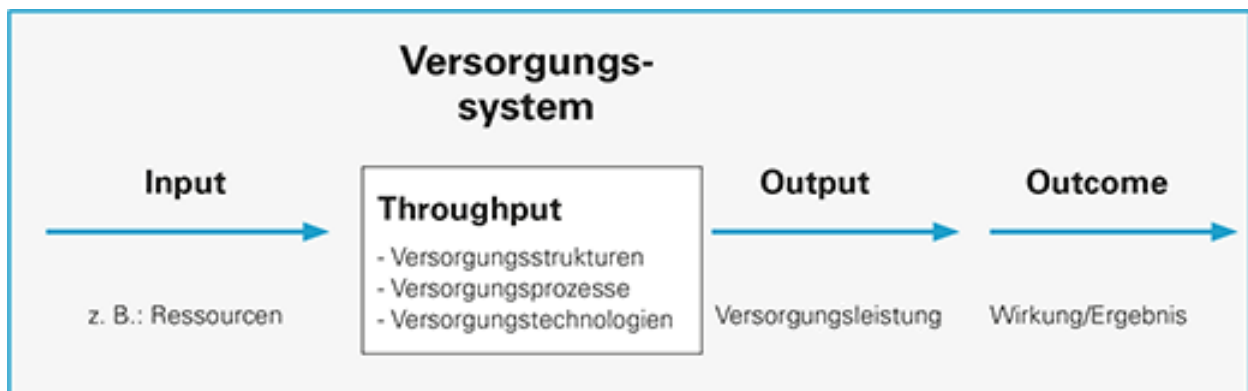 Versorgungs-
system
Input
z. B.: Ressourcen
Throughput
- Versorgungsstrukturen
- Versorgungsprozesse
- Versorgungstechnologien
Output
Versorgungsleistung
Outcome
Wirkung/Ergebnis